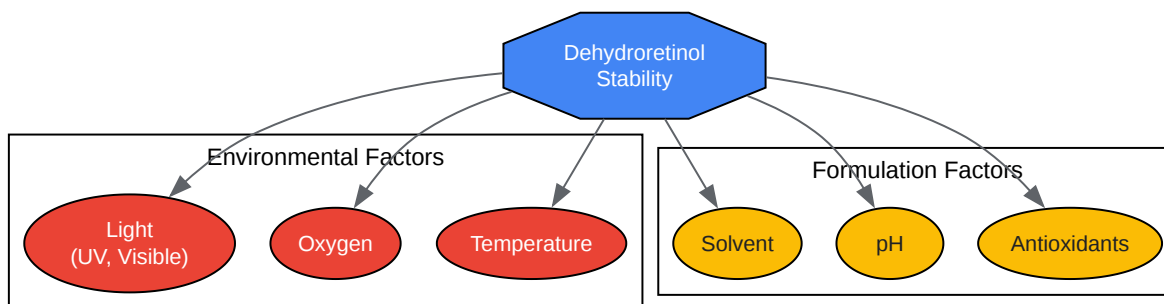 Dehydroretinol
Stability
Environmental Factors
Formulation Factors
Light
(UV, Visible)
Oxygen
Temperature
Solvent
pH
Antioxidants